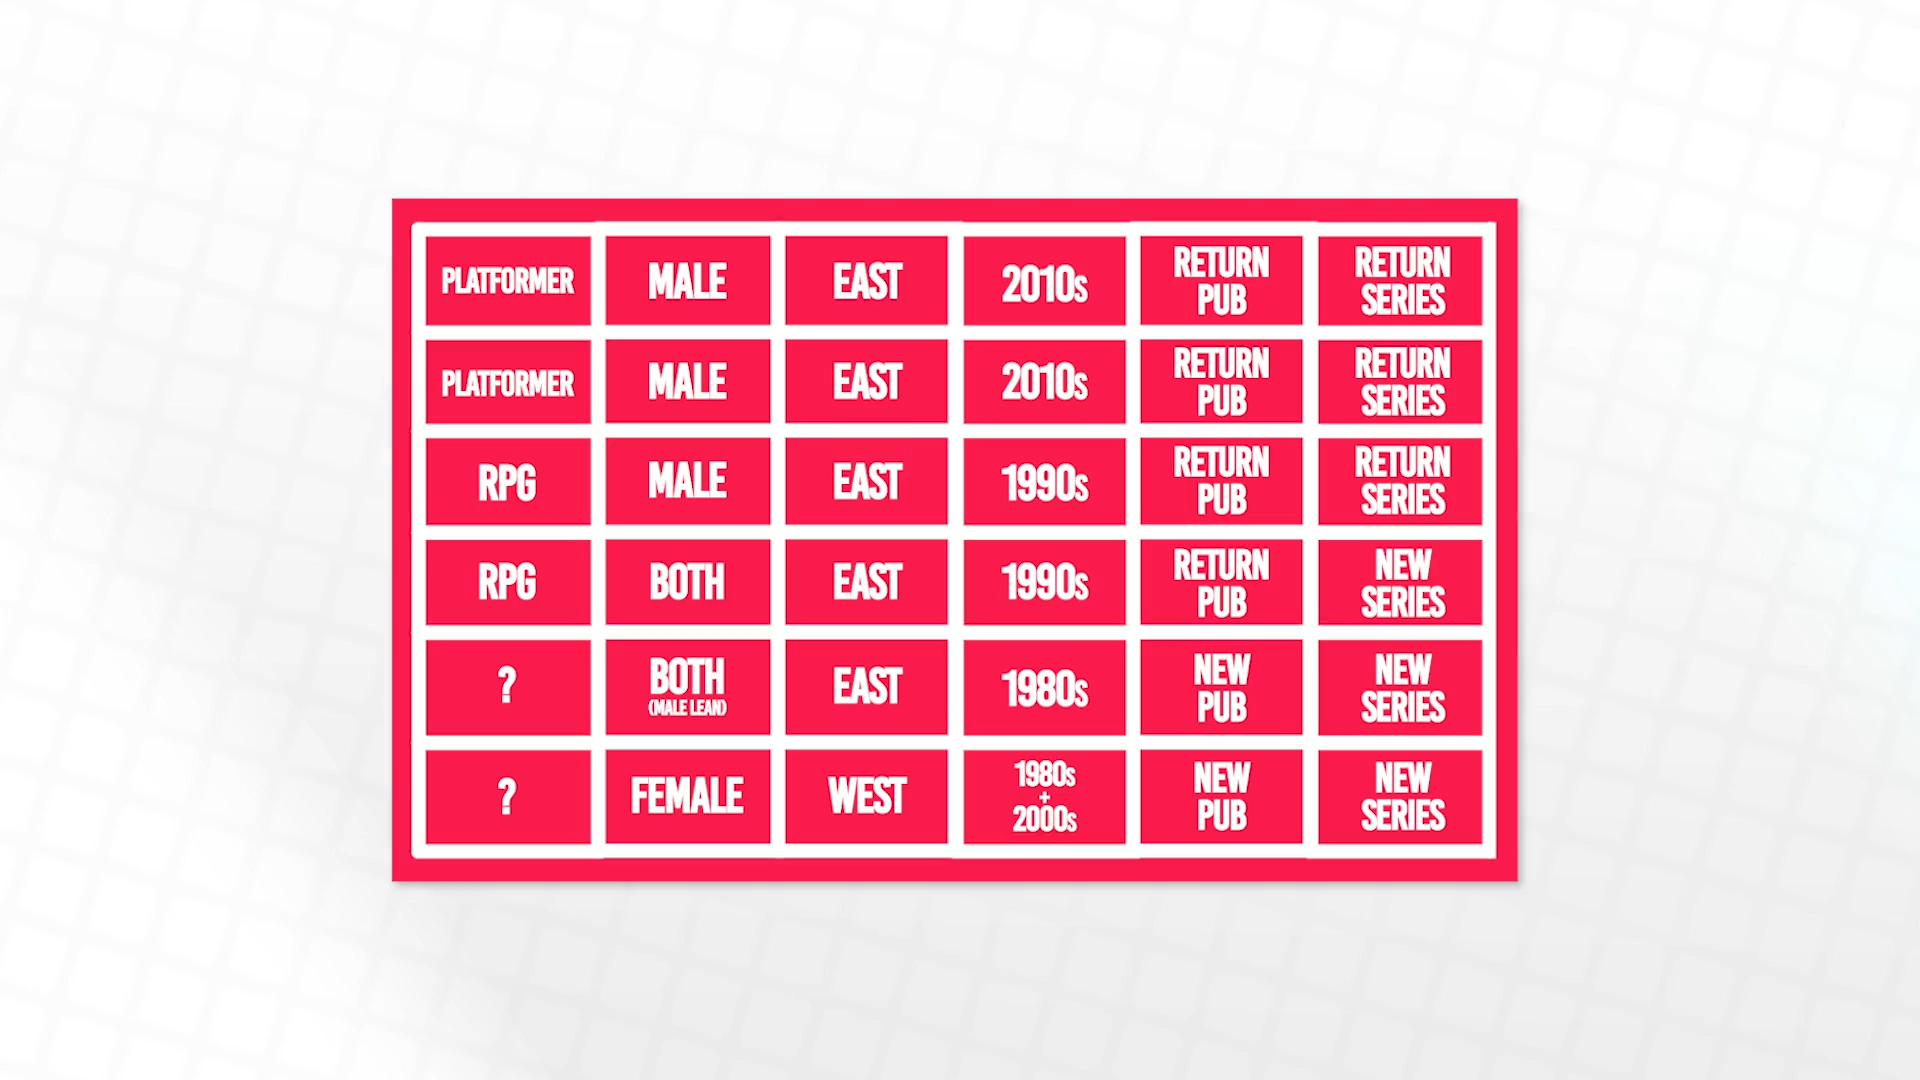 PLATFORMER MALE EAST 2010s RETURN PUB RETURN SERIES
PLATFORMER MALE EAST 2010s RETURN PUB RETURN SERIES
RPG MALE EAST 1990s RETURN PUB RETURN SERIES
RPG BOTH EAST 1990s RETURN PUB NEW SERIES
? BOTH (MALE LEAN) EAST 1980s NEW PUB NEW SERIES
? FEMALE WEST 1980s + 2000s NEW PUB NEW SERIES